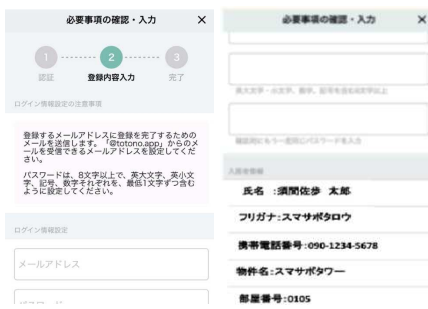 必要事項の確認・入力 ×
1 2 3
認証 登録内容入力 完了
ログイン情報設定の注意事項
登録するメールアドレスに登録を完了するための
メールを送信します。「@totono.app」からのメ
ールを受信できるメールアドレスを設定してくだ
さい。
パスワードは、8文字以上で、英大文字、英小文
字、記号、数字それぞれを、最低1文字ずつ含む
ように設定してください。
ログイン情報設定
メールアドレス
パスワード
必要事項の確認・入力 ×
英大文字・小文字、数字、記号を含む8文字以上
確認用にもう一度同じパスワードを入力
入居者情報
氏名 :須間佐歩 太郎
フリガナ:スマサポタロウ
携帯電話番号:090-1234-5678
物件名:スマサポタワー
部屋番号:0105